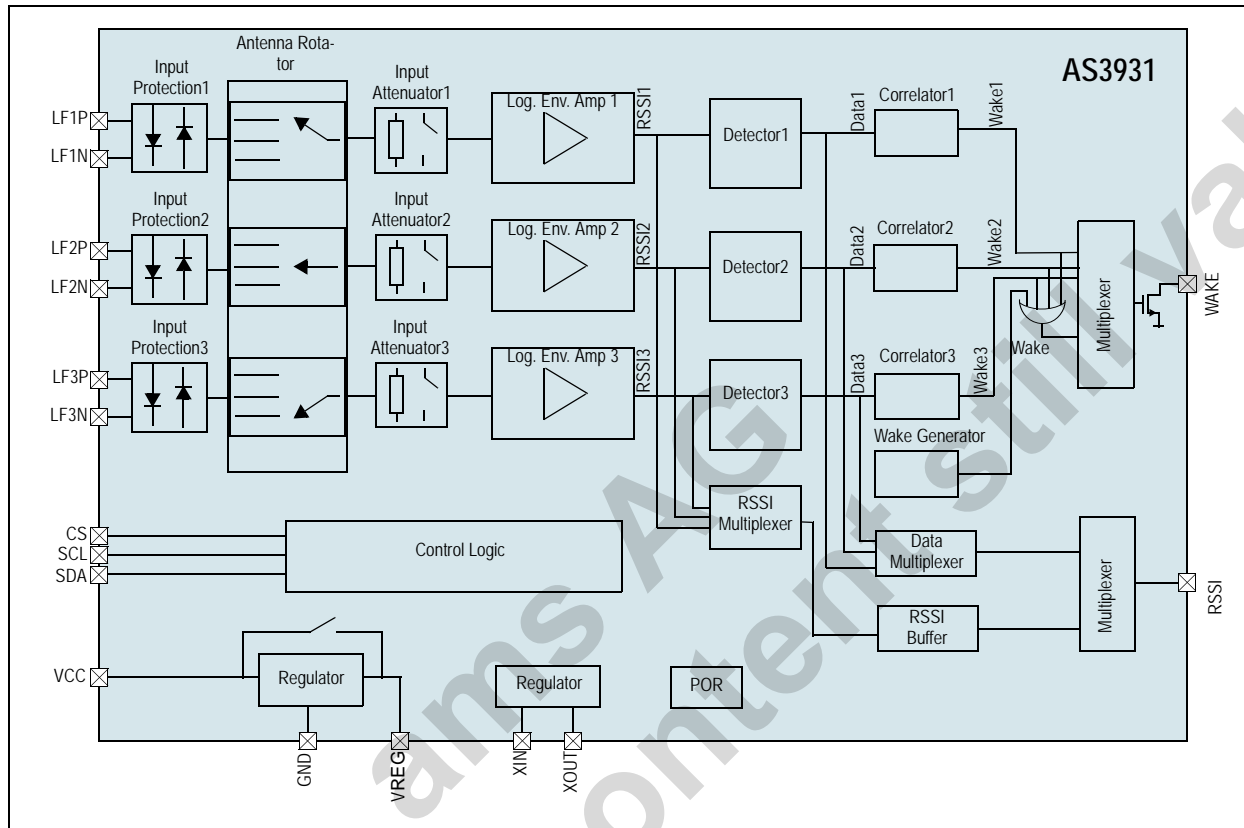 AS3931
Antenna Rota-
tor
Input
Protection1
Input
Attenuator1
Log. Env. Amp 1
RSSI1
Detector1
Data1
Correlator1
Wake1
LF1P
LF1N
Input
Protection2
Input
Attenuator2
Log. Env. Amp 2
RSSI2
Detector2
Data2
Correlator2
Wake2
LF2P
LF2N
Multiplexer
WAKE
Input
Protection3
Input
Attenuator3
Log. Env. Amp 3
RSSI3
Detector3
Data3
Correlator3
Wake3
Wake
LF3P
LF3N
Wake Generator
RSSI
Multiplexer
CS
SCL
SDA
Control Logic
Data
Multiplexer
Multiplexer
RSSI
RSSI
Buffer
VCC
Regulator
Regulator
POR
GND
VREG
XIN
XOUT
ams AG
ontent still val